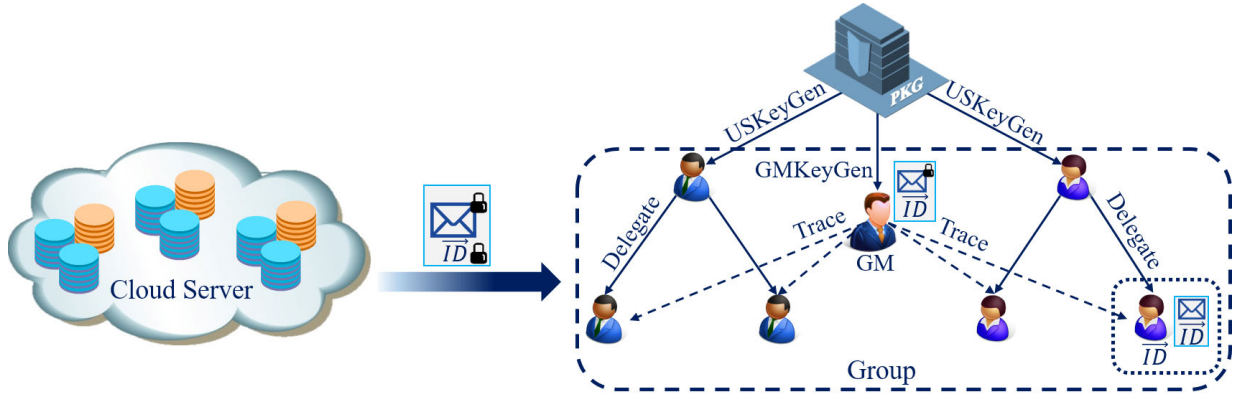 PKG
USKeyGen
USKeyGen
GMKeyGen
ID
ID
Delegate
Trace
Trace
Delegate
GM
Cloud Server
ID
ID
Group